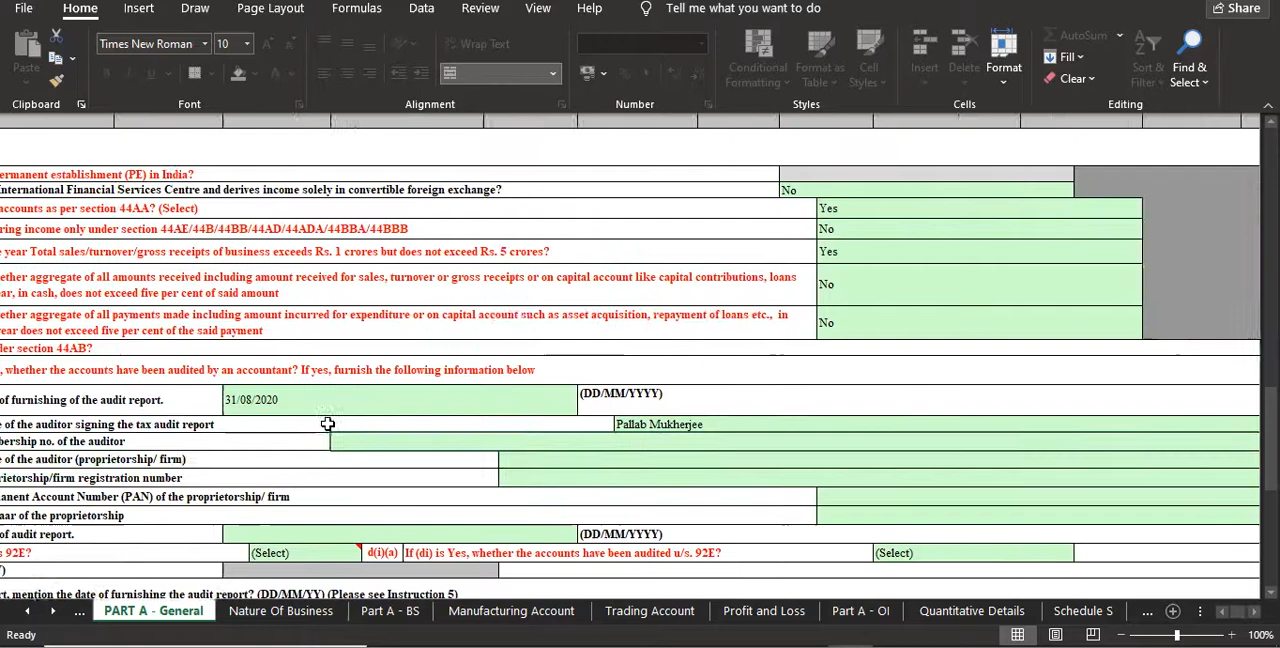 File Home Insert Draw Page Layout Formulas Data Review View Help Tell me what you want to do Share
Times New Roman 10 A A Wrap Text AutoSum
Paste B I U A Conditional Formatting Format as Table Cell Styles Insert Delete Format Fill Clear Sort & Filter Find & Select
Clipboard Font Alignment Number Styles Cells Editing
ermanent establishment (PE) in India?
International Financial Services Centre and derives income solely in convertible foreign exchange? No
accounts as per section 44AA? (Select) Yes
ring income only under section 44AE/44B/44BB/44AD/44ADA/44BBA/44BBB No
e year Total sales/turnover/gross receipts of business exceeds Rs. 1 crores but does not exceed Rs. 5 crores? Yes
ether aggregate of all amounts received including amount received for sales, turnover or gross receipts or on capital account like capital contributions, loans
ear, in cash, does not exceed five per cent of said amount No
ether aggregate of all payments made including amount incurred for expenditure or on capital account such as asset acquisition, repayment of loans etc., in
year does not exceed five per cent of the said payment No
der section 44AB?
, whether the accounts have been audited by an accountant? If yes, furnish the following information below
of furnishing of the audit report. 31/08/2020 (DD/MM/YYYY)
e of the auditor signing the tax audit report Pallab Mukherjee
bership no. of the auditor
e of the auditor (proprietorship/ firm)
rietorship/firm registration number
nanent Account Number (PAN) of the proprietorship/ firm
aar of the proprietorship
of audit report. (DD/MM/YYYY)
s 92E? (Select) d(i)(a) If (di) is Yes, whether the accounts have been audited u/s. 92E? (Select)
Y)
rt, mention the date of furnishing the audit report? (DD/MM/YY) (Please see Instruction 5)
... PART A - General Nature Of Business Part A - BS Manufacturing Account Trading Account Profit and Loss Part A - OI Quantitative Details Schedule S ...
Ready 100%